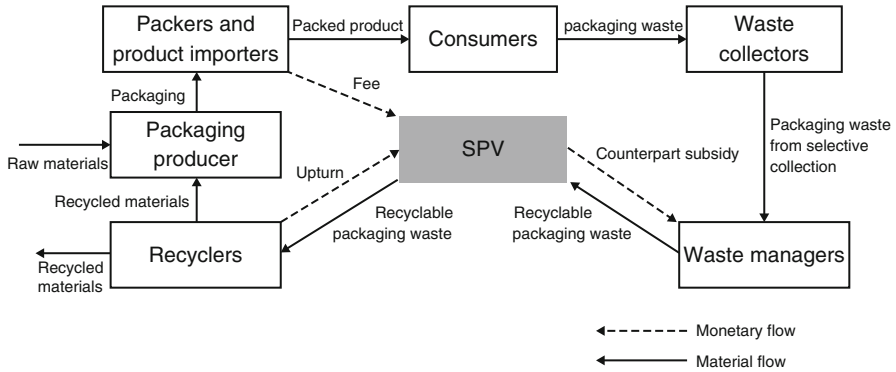 Packers and
product importers
Packed product
Consumers
packaging waste
Waste
collectors
Packaging
Fee
Packaging
producer
SPV
Packaging waste
from selective
collection
Raw materials
Upturn
Counterpart subsidy
Recycled materials
Recyclable
packaging waste
Recyclable
packaging waste
Recyclers
Waste managers
Recycled
materials
Monetary flow
Material flow